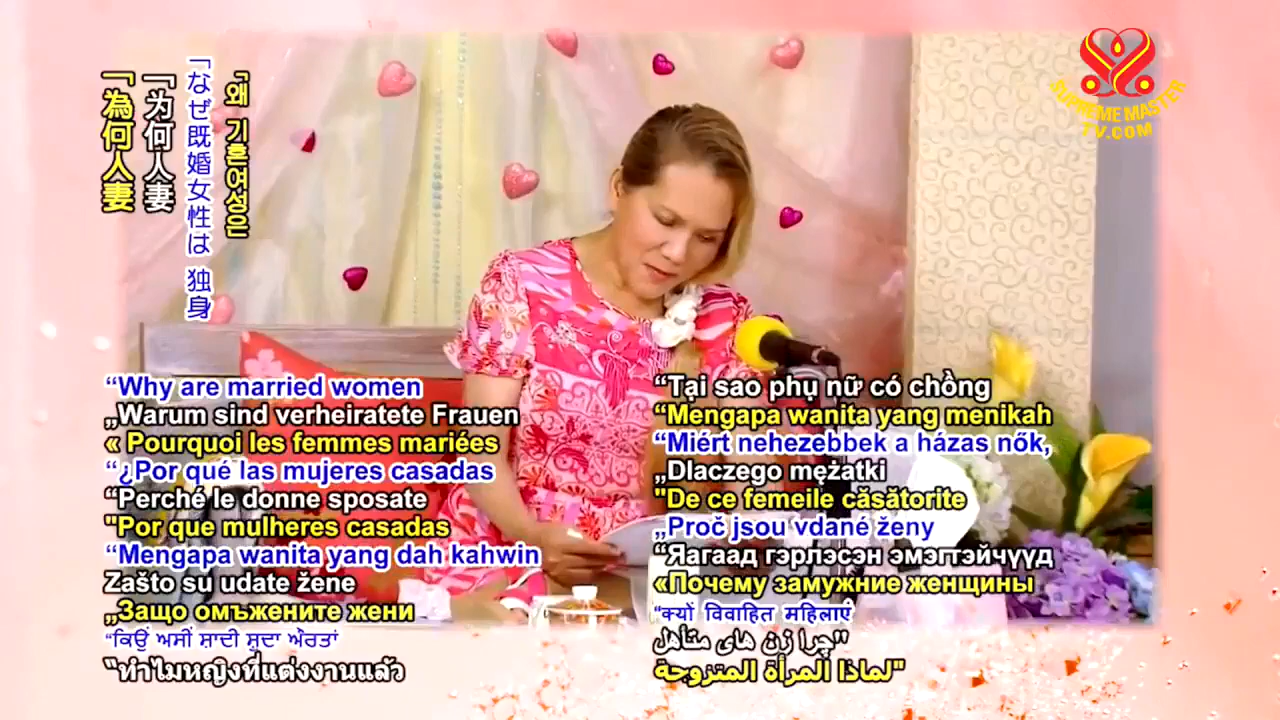 「為何人妻
「为何人妻
「なぜ既婚女性は 独身
「왜 기혼여성은
SUPREME MASTER
TV.COM
“Why are married women
„Warum sind verheiratete Frauen
« Pourquoi les femmes mariées
“¿Por qué las mujeres casadas
“Perché le donne sposate
"Por que mulheres casadas
“Mengapa wanita yang dah kahwin
Zašto su udate žene
„Защо омъжените жени
“ਕਿਉਂ ਅਸੀਂ ਸ਼ਾਦੀ ਸ਼ੁਦਾ ਔਰਤਾਂ
“ทำไมหญิงที่แต่งงานแล้ว
“Tại sao phụ nữ có chồng
“Mengapa wanita yang menikah
“Miért nehezebbek a házas nők,
„Dlaczego mężatki
"De ce femeile căsătorite
„Proč jsou vdané ženy
“Яагаад гэрлэсэн эмэгтэйчүүд
«Почему замужние женщины
"क्यों विवाहित महिलाएं
"چرا زن های متأهل
"لماذا المرأة المتزوجة